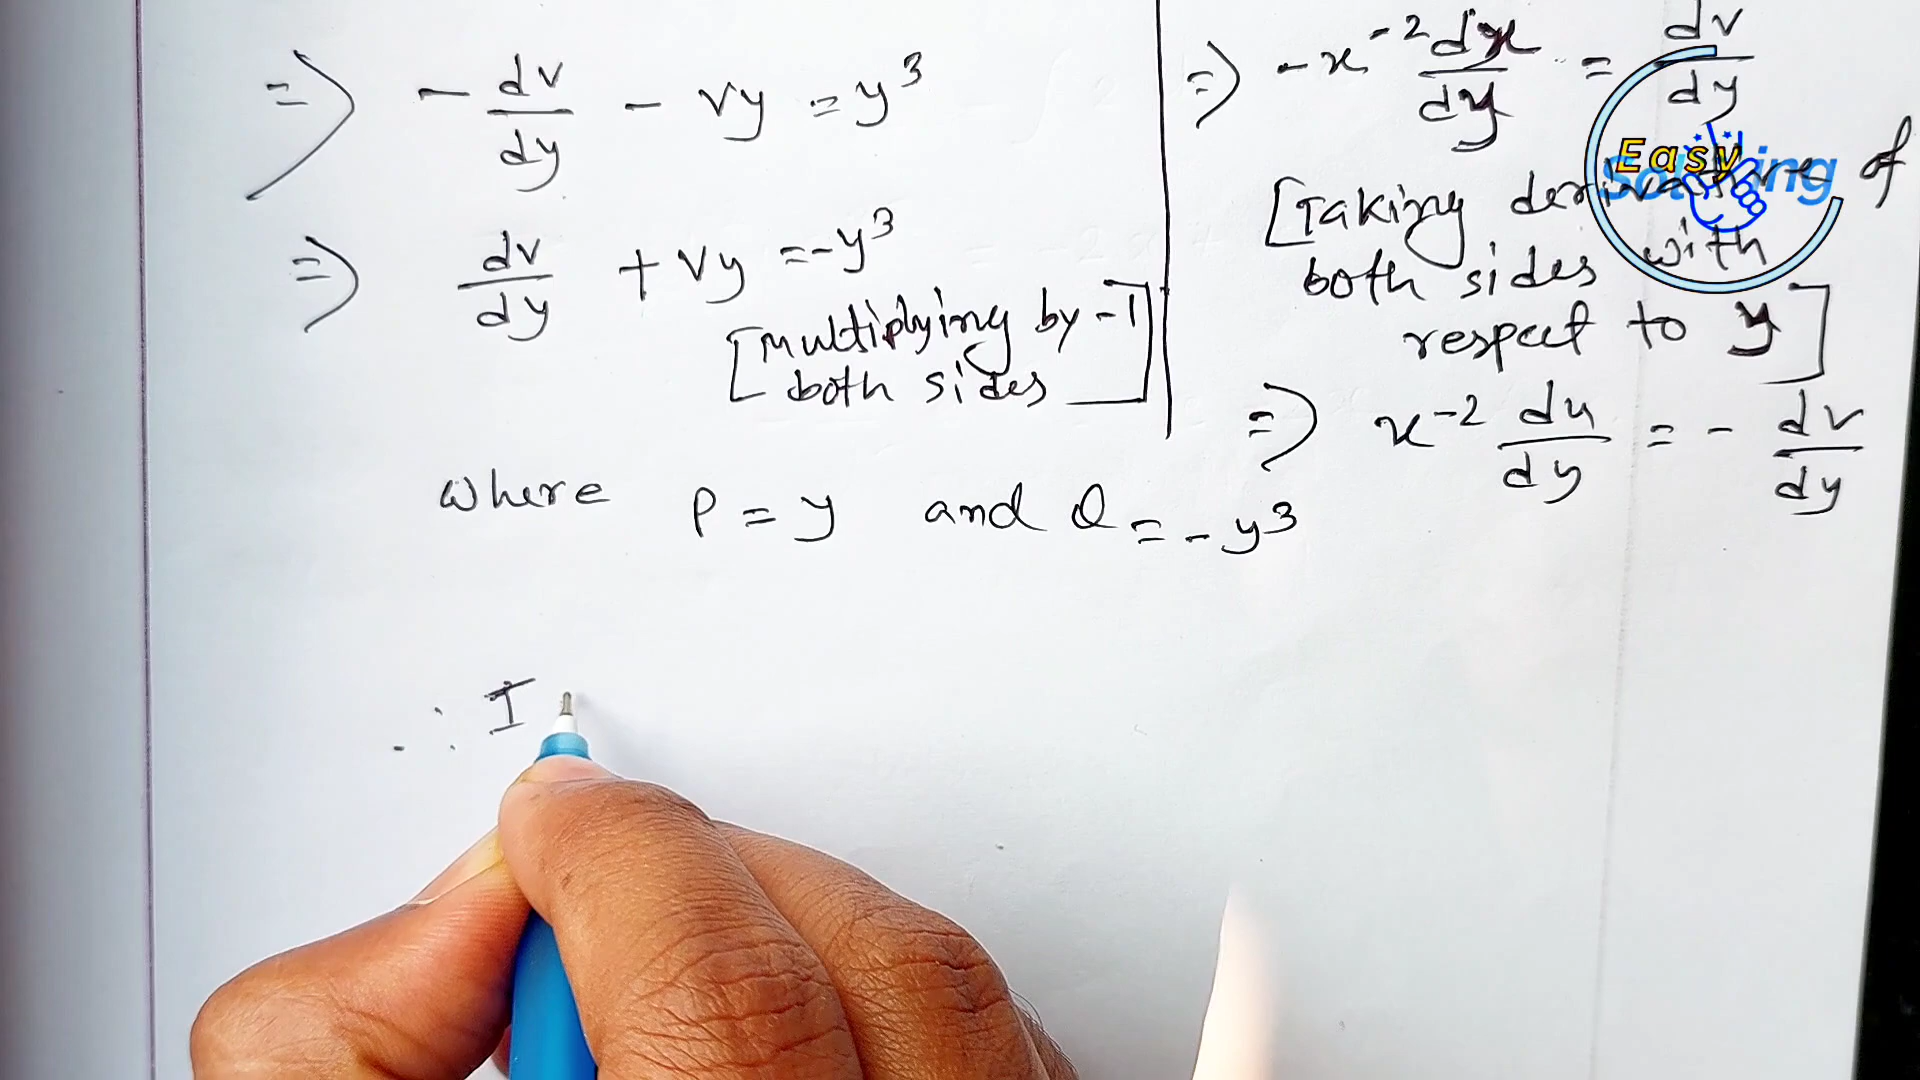 => - dv/dy - vy = y³
=> dv/dy + vy = -y³
[Multiplying by -1
both sides ]
where P = y and Q = -y³
∴ I
=> -x⁻² dx/dy = dv/dy
[Taking derivative of
both sides with
respect to y]
=> x⁻² dx/dy = - dv/dy
Easy
Solving